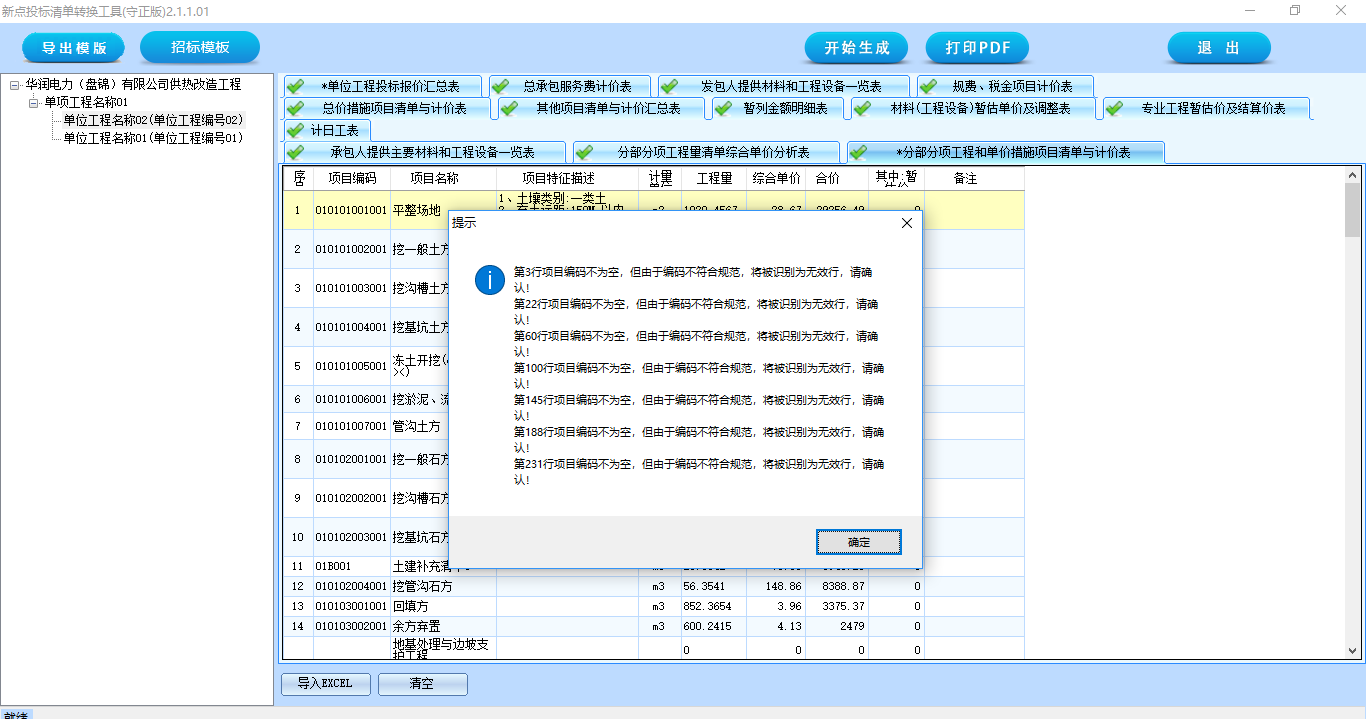 新点投标清单转换工具(守正版)2.1.1.01
导出模版
招标模板
开始生成
打印PDF
退 出
华润电力（盘锦）有限公司供热改造工程
单项工程名称01
单位工程名称02(单位工程编号02)
单位工程名称01(单位工程编号01)
*单位工程投标报价汇总表
总承包服务费计价表
发包人提供材料和工程设备一览表
规费、税金项目计价表
总价措施项目清单与计价表
其他项目清单与计价汇总表
暂列金额明细表
材料(工程设备)暂估单价及调整表
专业工程暂估价及结算价表
计日工表
承包人提供主要材料和工程设备一览表
分部分项工程量清单综合单价分析表
*分部分项工程和单价措施项目清单与计价表
序 项目编码 项目名称 项目特征描述 计量 工程量 综合单价 合价 其中:暂 备注
1 010101001001 平整场地 1、土壤类别:一类土
2 010101002001 挖一般土方
3 010101003001 挖沟槽土方
4 010101004001 挖基坑土方
5 010101005001 冻土开挖
6 010101006001 挖淤泥、
7 010101007001 管沟土方
8 010102001001 挖一般石方
9 010102002001 挖沟槽石方
10 010102003001 挖基坑石方
11 01B001 土建补充清
12 010102004001 挖管沟石方 m3 56.3541 148.86 8388.87 0
13 010103001001 回填方 m3 852.3654 3.96 3375.37 0
14 010103002001 余方弃置 m3 600.2415 4.13 2479 0
地基处理与边坡支
护工程 0 0 0 0
提示
第3行项目编码不为空，但由于编码不符合规范，将被识别为无效行，请确
认！
第22行项目编码不为空，但由于编码不符合规范，将被识别为无效行，请确
认！
第60行项目编码不为空，但由于编码不符合规范，将被识别为无效行，请确
认！
第100行项目编码不为空，但由于编码不符合规范，将被识别为无效行，请确
认！
第145行项目编码不为空，但由于编码不符合规范，将被识别为无效行，请确
认！
第188行项目编码不为空，但由于编码不符合规范，将被识别为无效行，请确
认！
第231行项目编码不为空，但由于编码不符合规范，将被识别为无效行，请确
认！
确定
导入EXCEL
清空
就绪